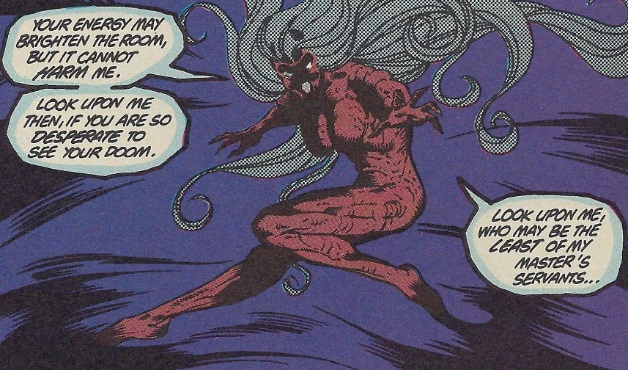 YOUR ENERGY MAY
BRIGHTEN THE ROOM,
BUT IT CANNOT
HARM ME.
LOOK UPON ME
THEN, IF YOU ARE SO
DESPERATE TO
SEE YOUR DOOM.
LOOK UPON ME,
WHO MAY BE THE
LEAST OF MY
MASTER'S
SERVANTS...